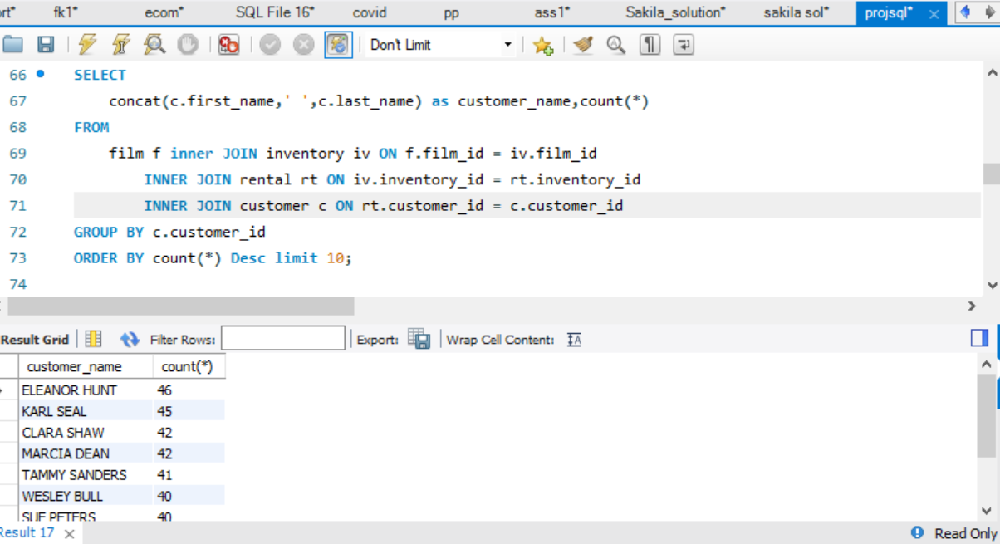 rt* fk1* ecom* SQL File 16* covid pp ass1* Sakila_solution* sakila sol* projsql* ×
Don't Limit
66 SELECT
67 concat(c.first_name,' ',c.last_name) as customer_name,count(*)
68 FROM
69 film f inner JOIN inventory iv ON f.film_id = iv.film_id
70 INNER JOIN rental rt ON iv.inventory_id = rt.inventory_id
71 INNER JOIN customer c ON rt.customer_id = c.customer_id
72 GROUP BY c.customer_id
73 ORDER BY count(*) Desc limit 10;
74
Result Grid Filter Rows: Export: Wrap Cell Content: IA
customer_name count(*)
ELEANOR HUNT 46
KARL SEAL 45
CLARA SHAW 42
MARCIA DEAN 42
TAMMY SANDERS 41
WESLEY BULL 40
SUE PETERS 40
Result 17 × Read Only